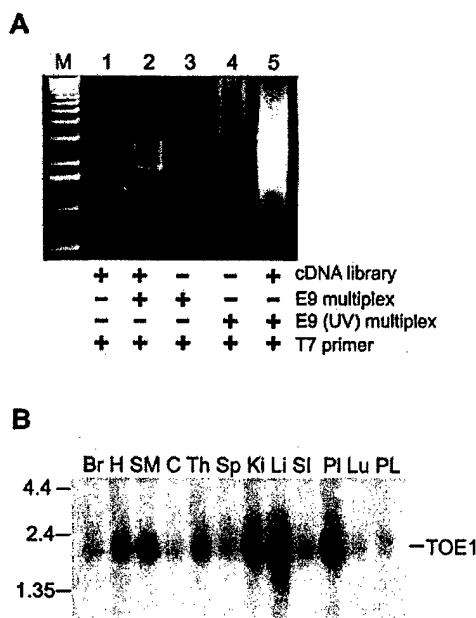 A
M 1 2 3 4 5
+ + - - + cDNA library
- + + - - E9 multiplex
- - - + + E9 (UV) multiplex
+ + + + + T7 primer
B
Br H SM C Th Sp Ki Li SI Pl Lu PL
4.4 –
2.4 –
–TOE1
1.35–